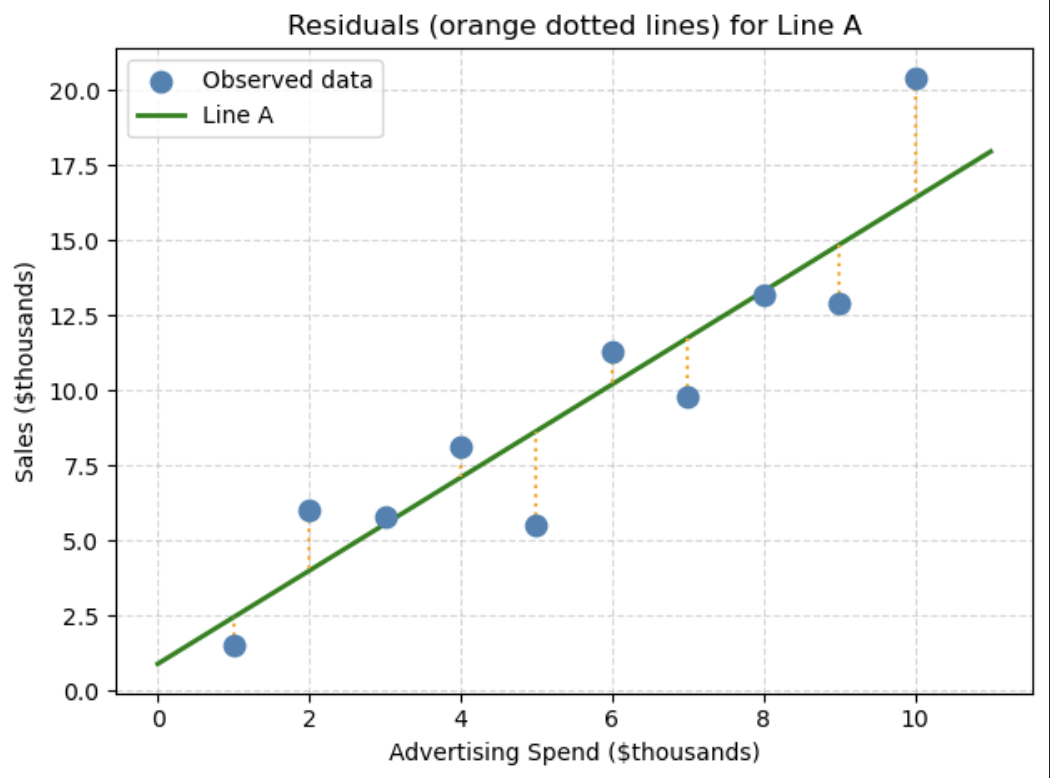 Residuals (orange dotted lines) for Line A
Observed data
Line A
Sales ($thousands)
20.0
17.5
15.0
12.5
10.0
7.5
5.0
2.5
0.0
0 2 4 6 8 10
Advertising Spend ($thousands)